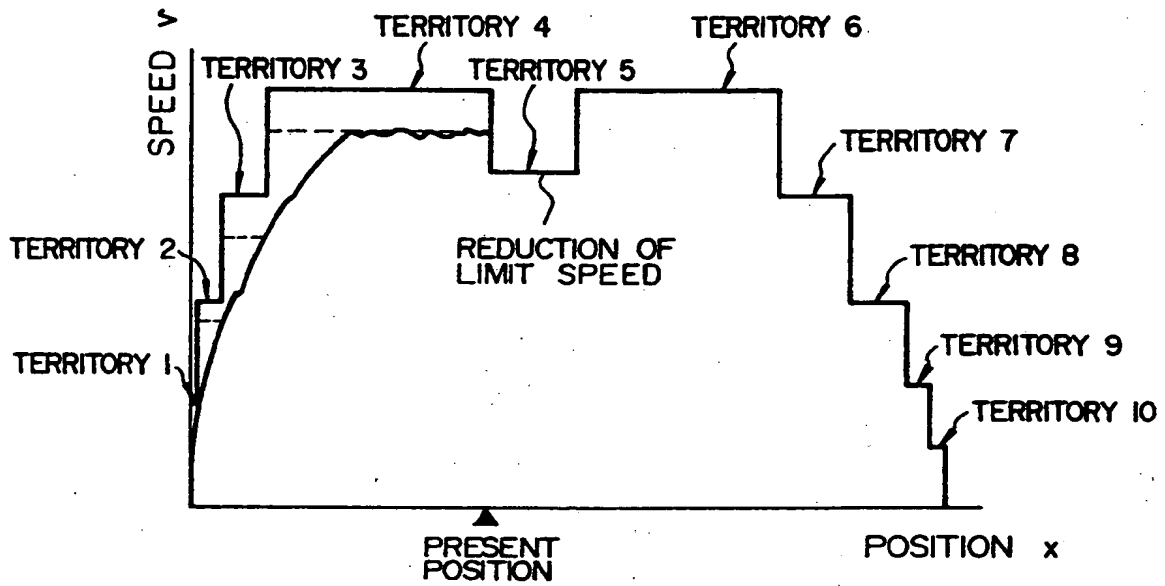 TERRITORY 4
TERRITORY 6
SPEED v
TERRITORY 3
TERRITORY 5
TERRITORY 7
TERRITORY 2
REDUCTION OF
LIMIT SPEED
TERRITORY 8
TERRITORY 1
TERRITORY 9
TERRITORY 10
PRESENT
POSITION
POSITION x